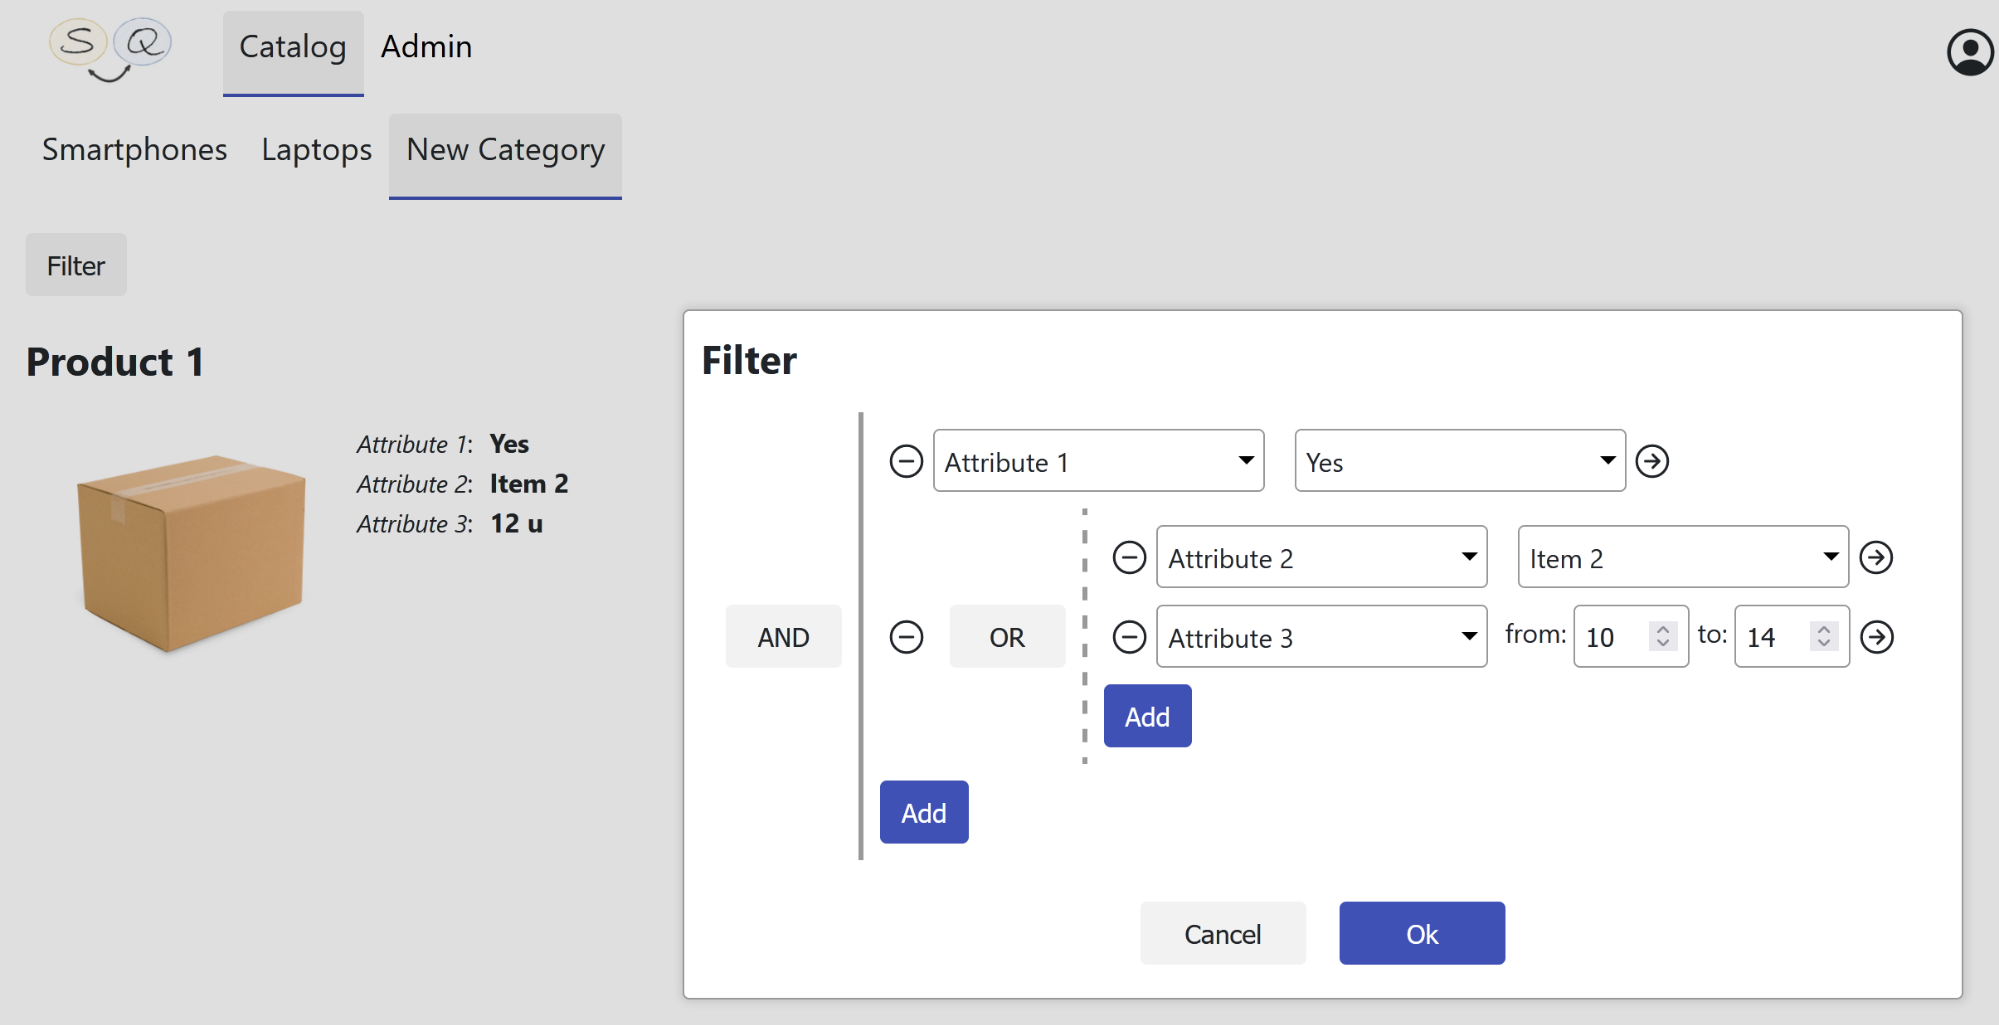 S Q
Catalog Admin
Smartphones Laptops New Category
Filter
Product 1
Attribute 1: Yes
Attribute 2: Item 2
Attribute 3: 12 u
Filter
Attribute 1 Yes
Attribute 2 Item 2
AND OR Attribute 3 from: 10 to: 14
Add
Add
Cancel Ok